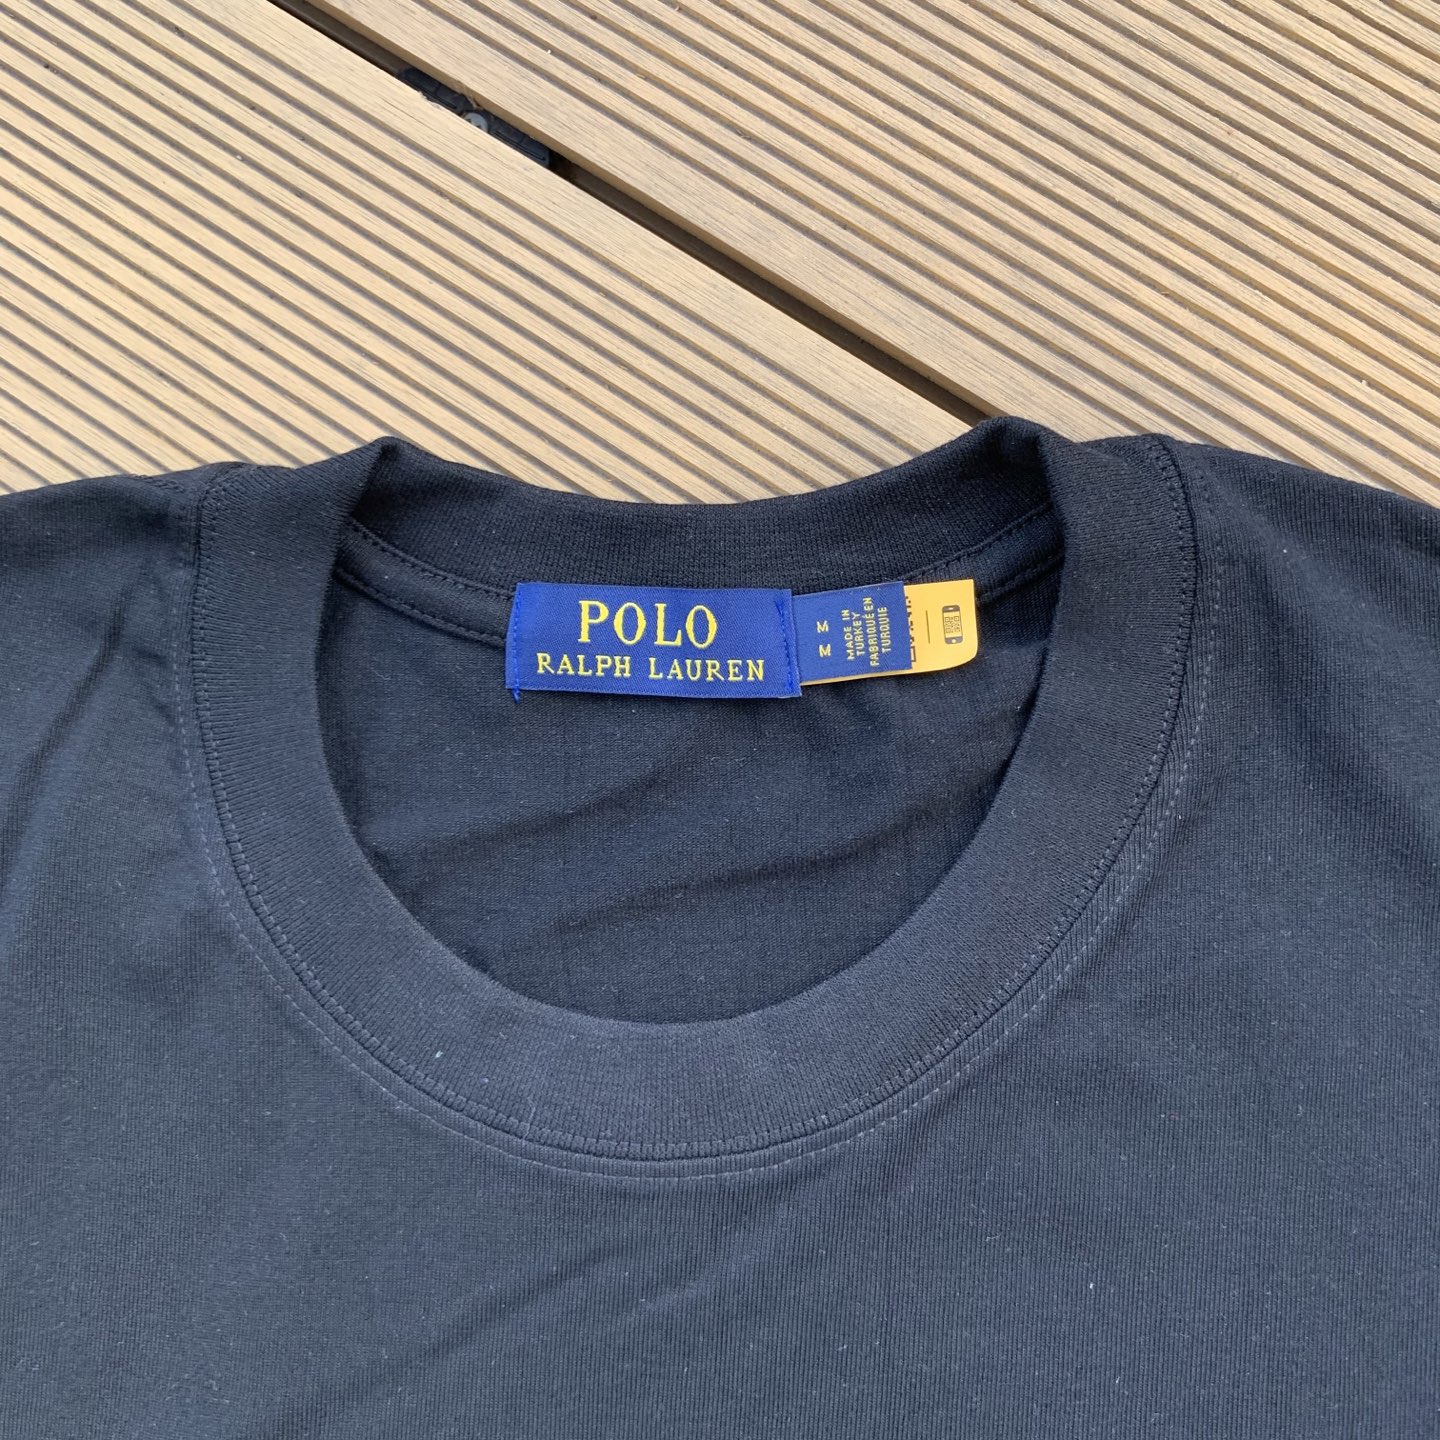 POLO
RALPH LAUREN
M
M
MADE IN
TURKEY
FABRIQUÉ EN
TURQUIE